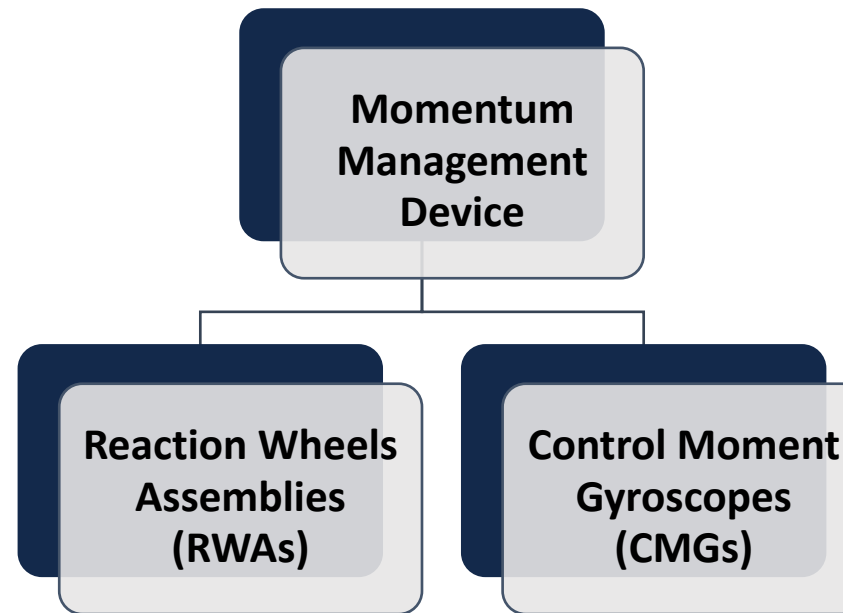 Momentum
Management
Device
Reaction Wheels
Assemblies
(RWAs)
Control Moment
Gyroscopes
(CMGs)